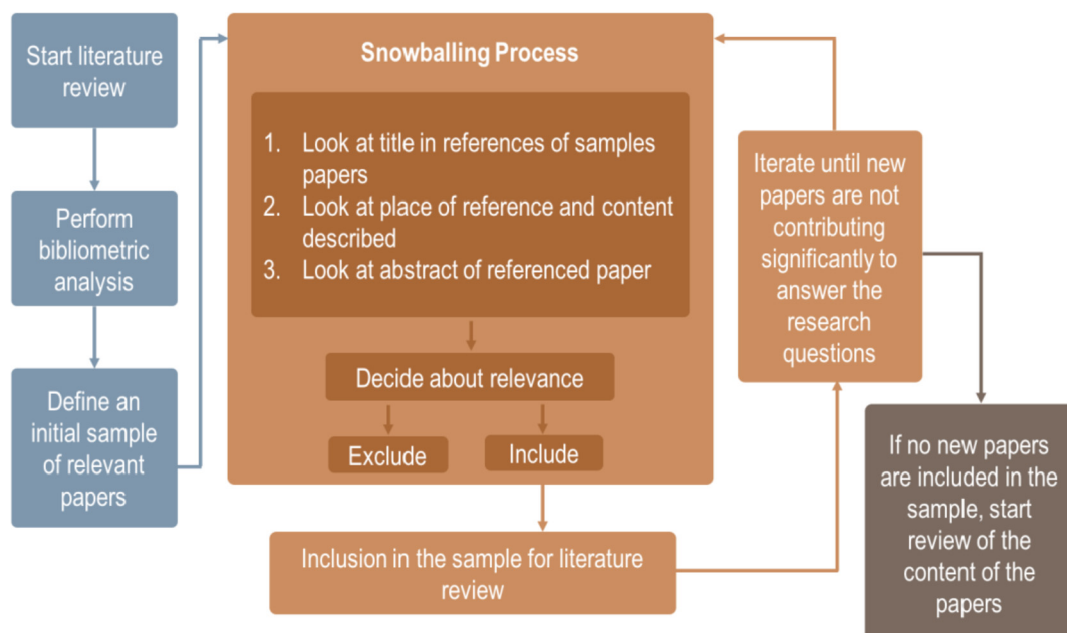 Start literature
review
Perform
bibliometric
analysis
Define an
initial sample
of relevant
papers
Snowballing Process
1. Look at title in references of samples
papers
2. Look at place of reference and content
described
3. Look at abstract of referenced paper
Decide about relevance
Exclude
Include
Inclusion in the sample for literature
review
Iterate until new
papers are not
contributing
significantly to
answer the
research
questions
If no new papers
are included in the
sample, start
review of the
content of the
papers